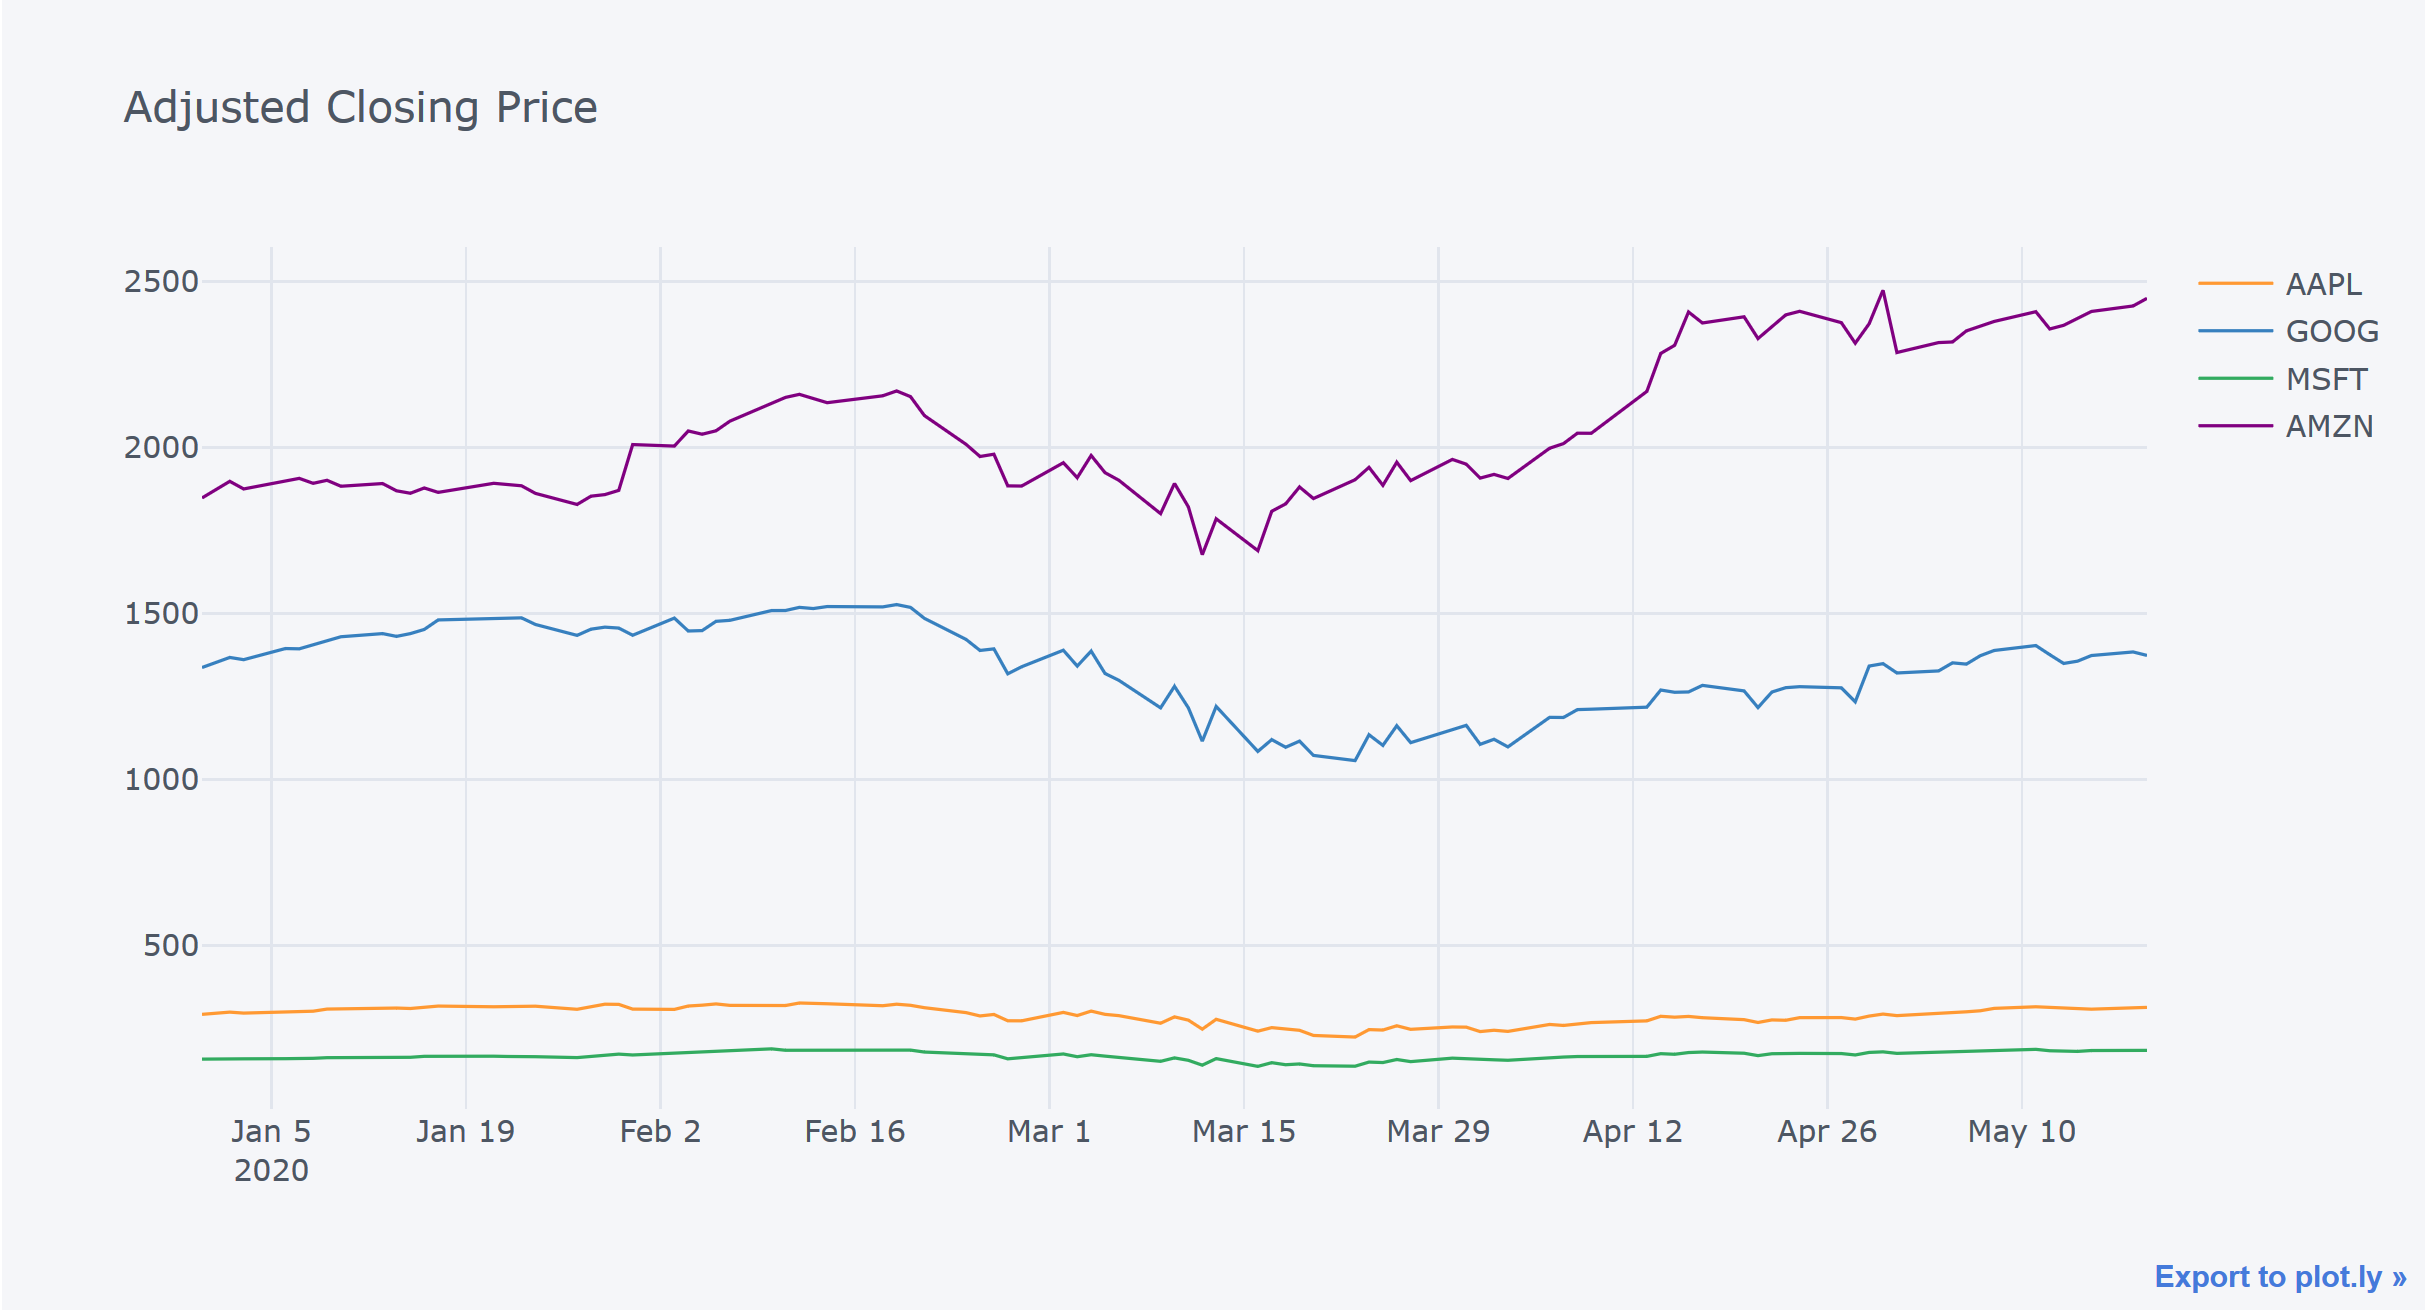 Adjusted Closing Price
2500
2000
1500
1000
500
AAPL
GOOG
MSFT
AMZN
Jan 5 Jan 19 Feb 2 Feb 16 Mar 1 Mar 15 Mar 29 Apr 12 Apr 26 May 10
2020
Export to plot.ly »